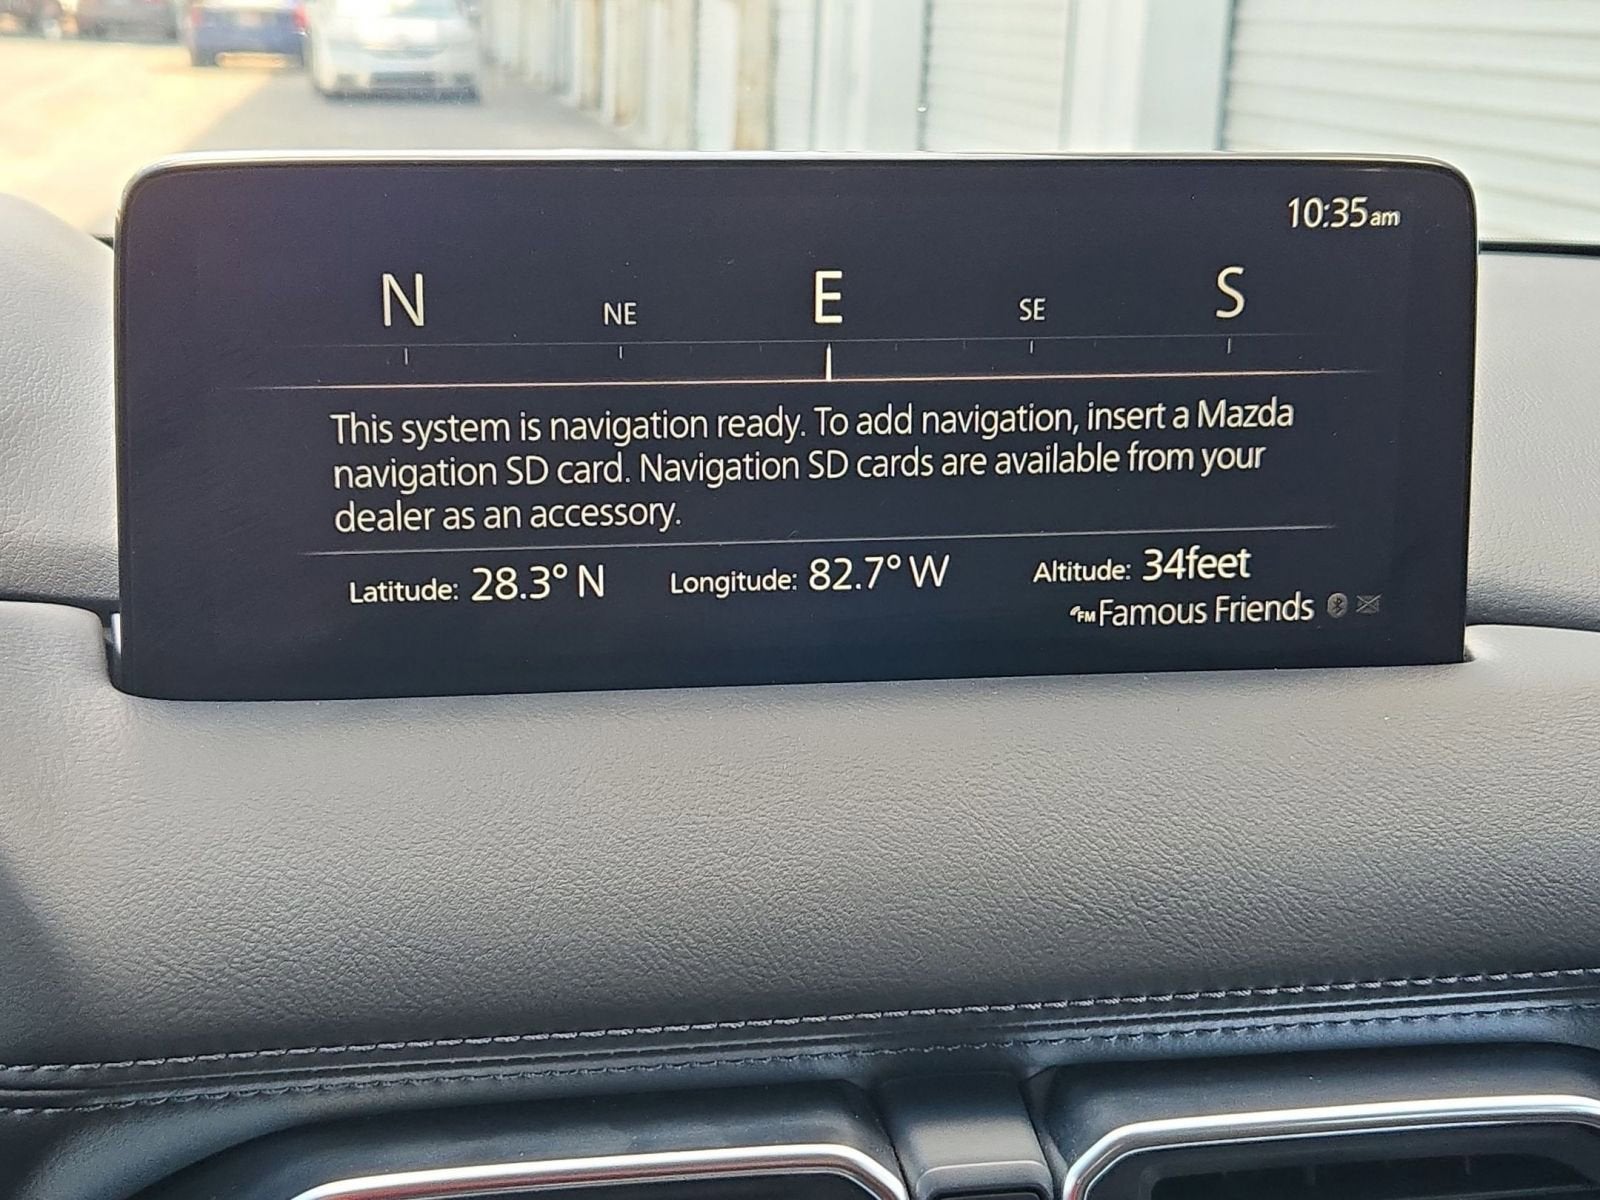 10:35am
N NE E SE S
This system is navigation ready. To add navigation, insert a Mazda
navigation SD card. Navigation SD cards are available from your
dealer as an accessory.
Latitude: 28.3° N Longitude: 82.7° W Altitude: 34feet
FM Famous Friends